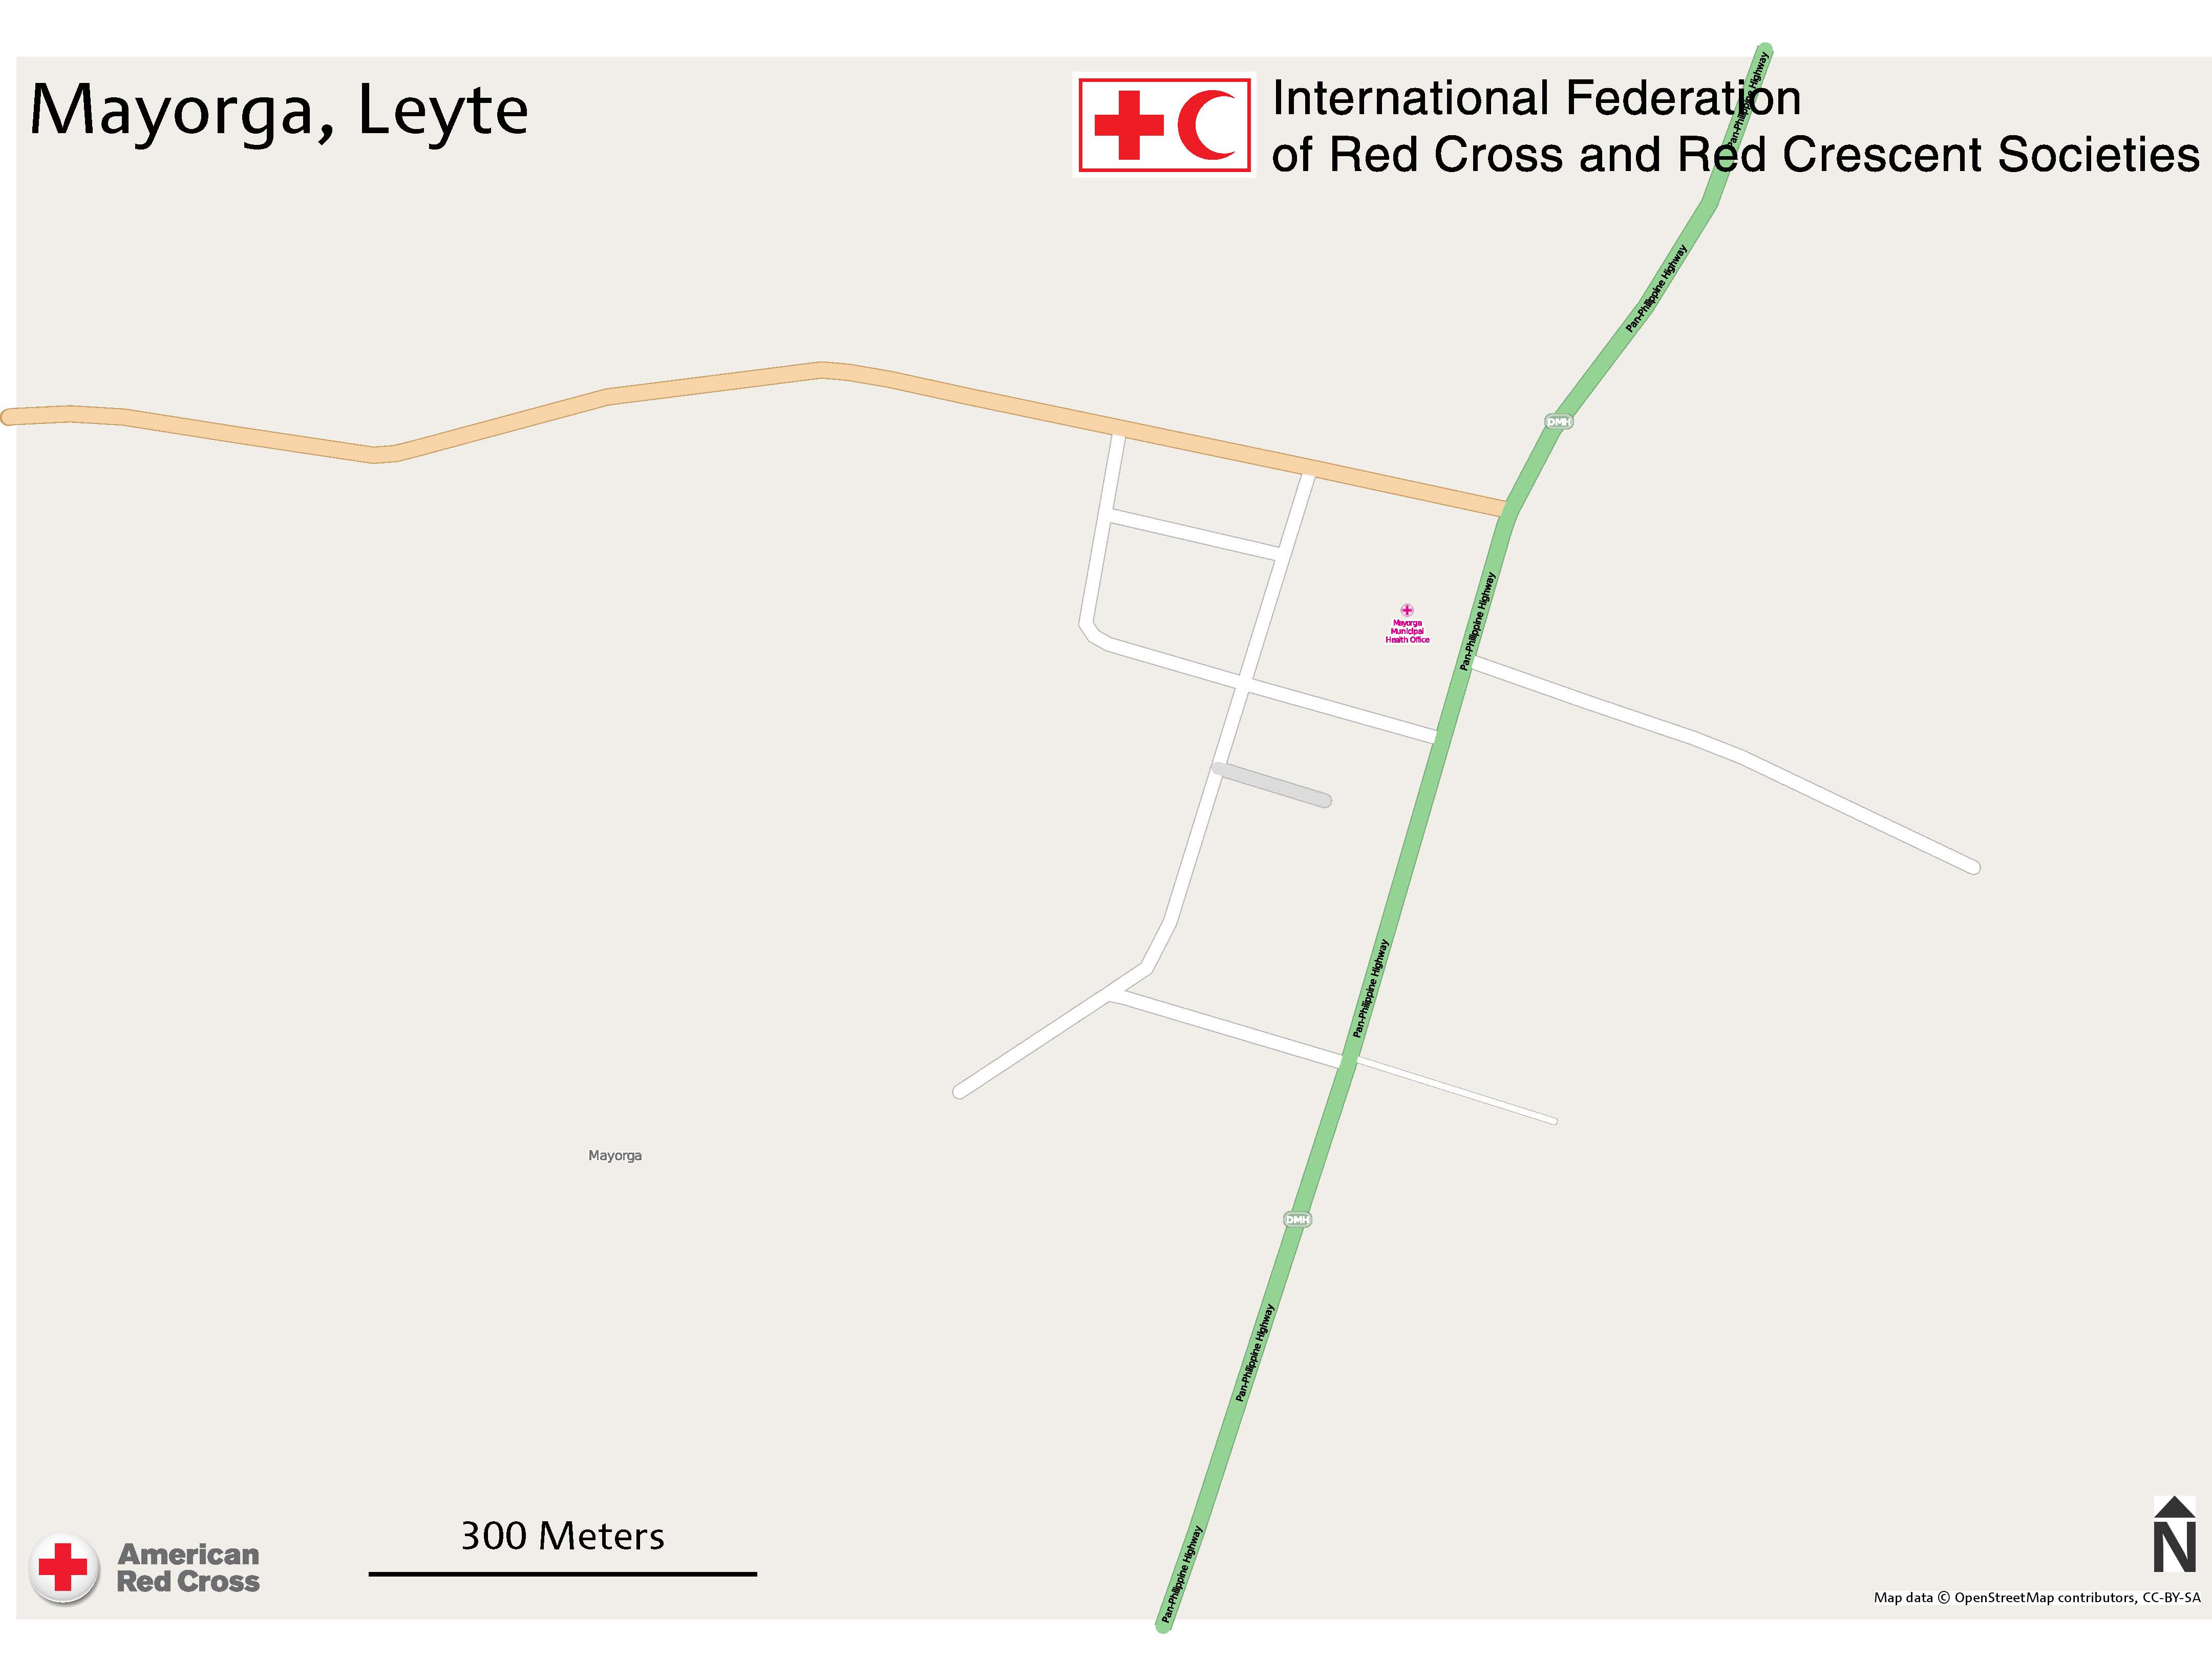 Mayorga, Leyte
International Federation
of Red Cross and Red Crescent Societies
Pan-Philippine Highway
Pan-Philippine Highway
DMH
Pan-Philippine Highway
Mayorga
Municipal
Health Office
Pan-Philippine Highway
Mayorga
DMH
Pan-Philippine Highway
Pan-Philippine Highway
300 Meters
American
Red Cross
N
Map data © OpenStreetMap contributors, CC-BY-SA